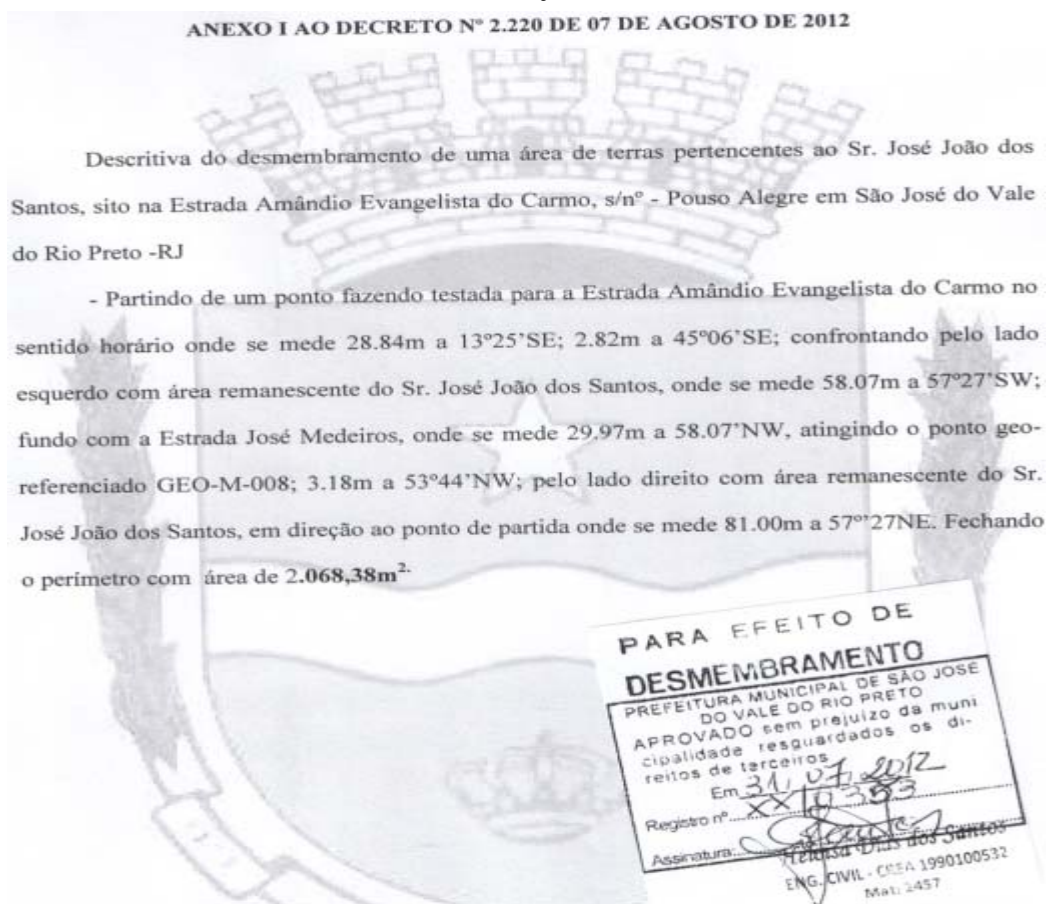 ANEXO I AO DECRETO Nº 2.220 DE 07 DE AGOSTO DE 2012
Descritiva do desmembramento de uma área de terras pertencentes ao Sr. José João dos
Santos, sito na Estrada Amândio Evangelista do Carmo, s/nº - Pouso Alegre em São José do Vale
do Rio Preto -RJ
- Partindo de um ponto fazendo testada para a Estrada Amândio Evangelista do Carmo no
sentido horário onde se mede 28.84m a 13º25’SE; 2.82m a 45º06’SE; confrontando pelo lado
esquerdo com área remanescente do Sr. José João dos Santos, onde se mede 58.07m a 57º27’SW;
fundo com a Estrada José Medeiros, onde se mede 29.97m a 58.07’NW, atingindo o ponto geo-
referenciado GEO-M-008; 3.18m a 53º44’NW; pelo lado direito com área remanescente do Sr.
José João dos Santos, em direção ao ponto de partida onde se mede 81.00m a 57º’27NE. Fechando
o perímetro com área de 2.068,38m².
PARA EFEITO DE
DESMEMBRAMENTO
PREFEITURA MUNICIPAL DE SÃO JOSE
DO VALE DO RIO PRETO
APROVADO sem prejuizo da muni
cipalidade resguardados os di-
reitos de terceiros
Em 31, 07, 2012
Registro nº
Assinatura:
Heloisa Dias dos Santos
ENG. CIVIL - CREA 1990100532
Mat: 2457